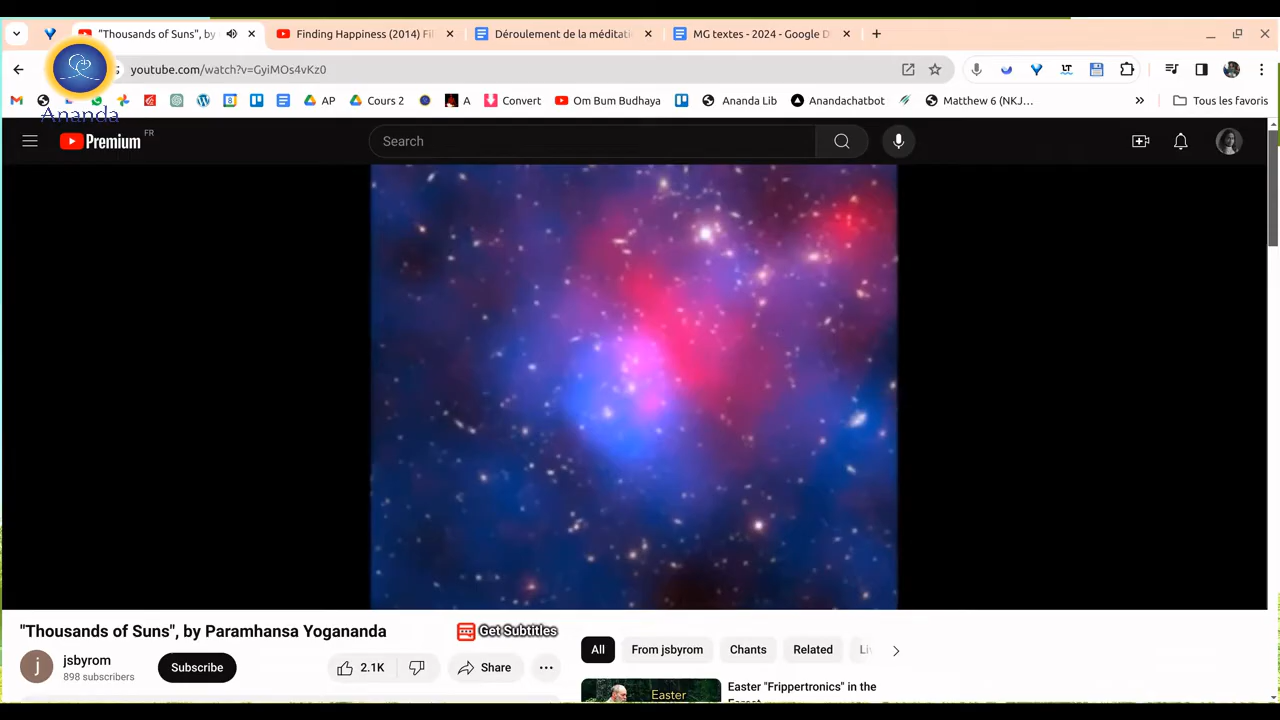 "Thousands of Suns", by
Finding Happiness (2014) Fil
Déroulement de la méditati
MG textes - 2024 - Google D
youtube.com/watch?v=GyiMOs4vKz0
AP
Cours 2
A
Convert
Om Bum Budhaya
Ananda Lib
Anandachatbot
Matthew 6 (NKJ...
»
Tous les favoris
Ananda
Premium FR
Search
"Thousands of Suns", by Paramhansa Yogananda
Get Subtitles
jsbyrom
898 subscribers
Subscribe
2.1K
Share
All
From jsbyrom
Chants
Related
Easter
Easter "Frippertronics" in the